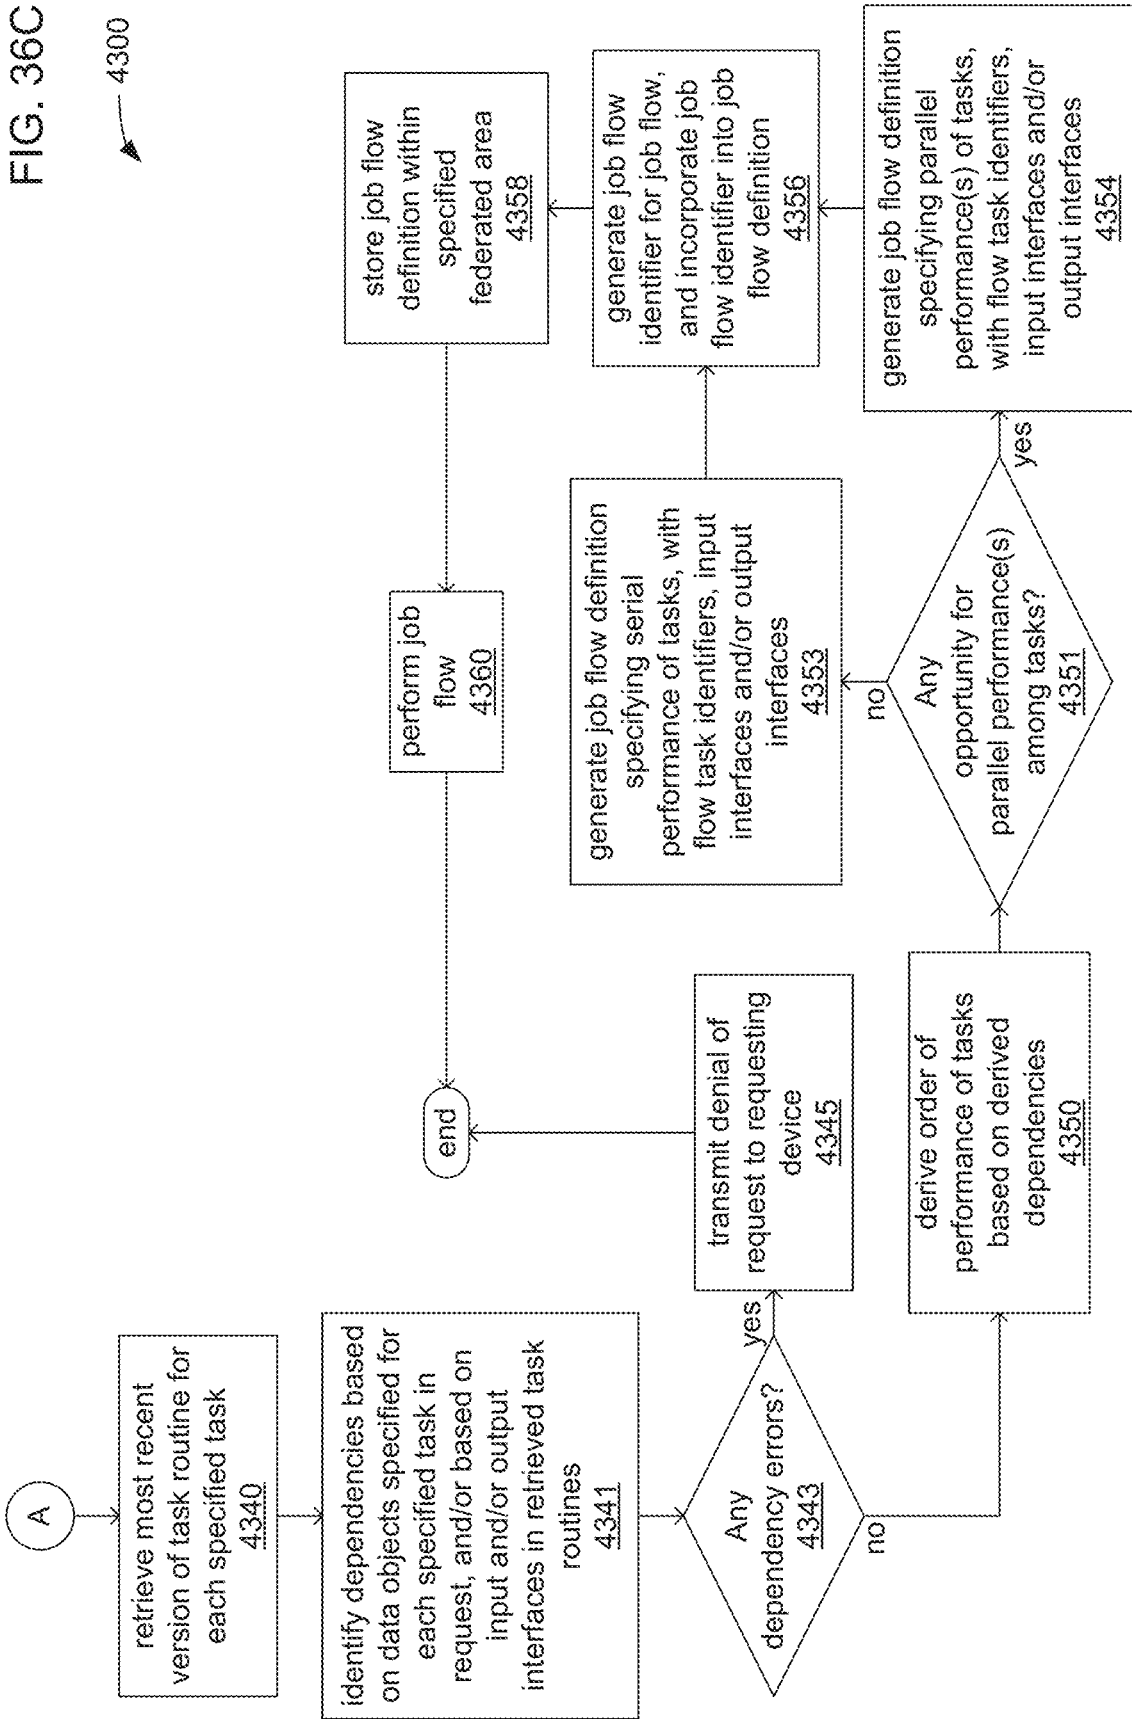 FIG. 36C
4300
A
retrieve most recent
version of task routine for
each specified task
4340
identify dependencies based
on data objects specified for
each specified task in
request, and/or based on
input and/or output
interfaces in retrieved task
routines
4341
Any
dependency errors?
4343
yes
no
transmit denial of
request to requesting
device
4345
end
derive order of
performance of tasks
based on derived
dependencies
4350
Any
opportunity for
parallel performance(s)
among tasks?
4351
no
yes
generate job flow definition
specifying serial
performance of tasks, with
flow task identifiers, input
interfaces and/or output
interfaces
4353
generate job flow definition
specifying parallel
performance(s) of tasks,
with flow task identifiers,
input interfaces and/or
output interfaces
4354
generate job flow
identifier for job flow,
and incorporate job
flow identifier into job
flow definition
4356
store job flow
definition within
specified
federated area
4358
perform job
flow
4360